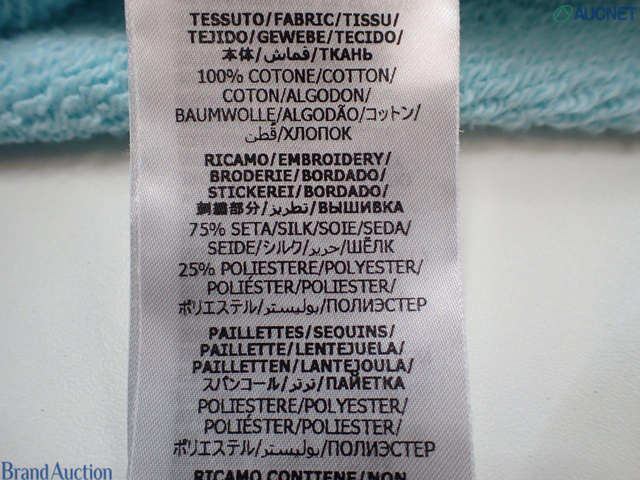 AUCNET
TESSUTO/FABRIC/TISSU/
TEJIDO/GEWEBE/TECIDO/
本体/قماش/ТКАНЬ
100% COTONE/COTTON/
COTON/ALGODON/
BAUMWOLLE/ALGODÃO/コットン/
قطن/ХЛОПОК
RICAMO/EMBROIDERY/
BRODERIE/BORDADO/
STICKEREI/BORDADO/
刺繍部分/تطريز/ВЫШИВКА
75% SETA/SILK/SOIE/SEDA/
SEIDE/シルク/حرير/ШЁЛК
25% POLIESTERE/POLYESTER/
POLIÉSTER/POLIESTER/
ポリエステル/بوليستر/ПОЛИЭСТЕР
PAILLETTES/SEQUINS/
PAILLETTE/LENTEJUELA/
PAILLETTEN/LANTEJOULA/
スパンコール/ترتر/ПАЙЕТКА
POLIESTERE/POLYESTER/
POLIÉSTER/POLIESTER/
ポリエステル/بوليستر/ПОЛИЭСТЕР
RICAMO CONTIENE/NON
Brand Auction